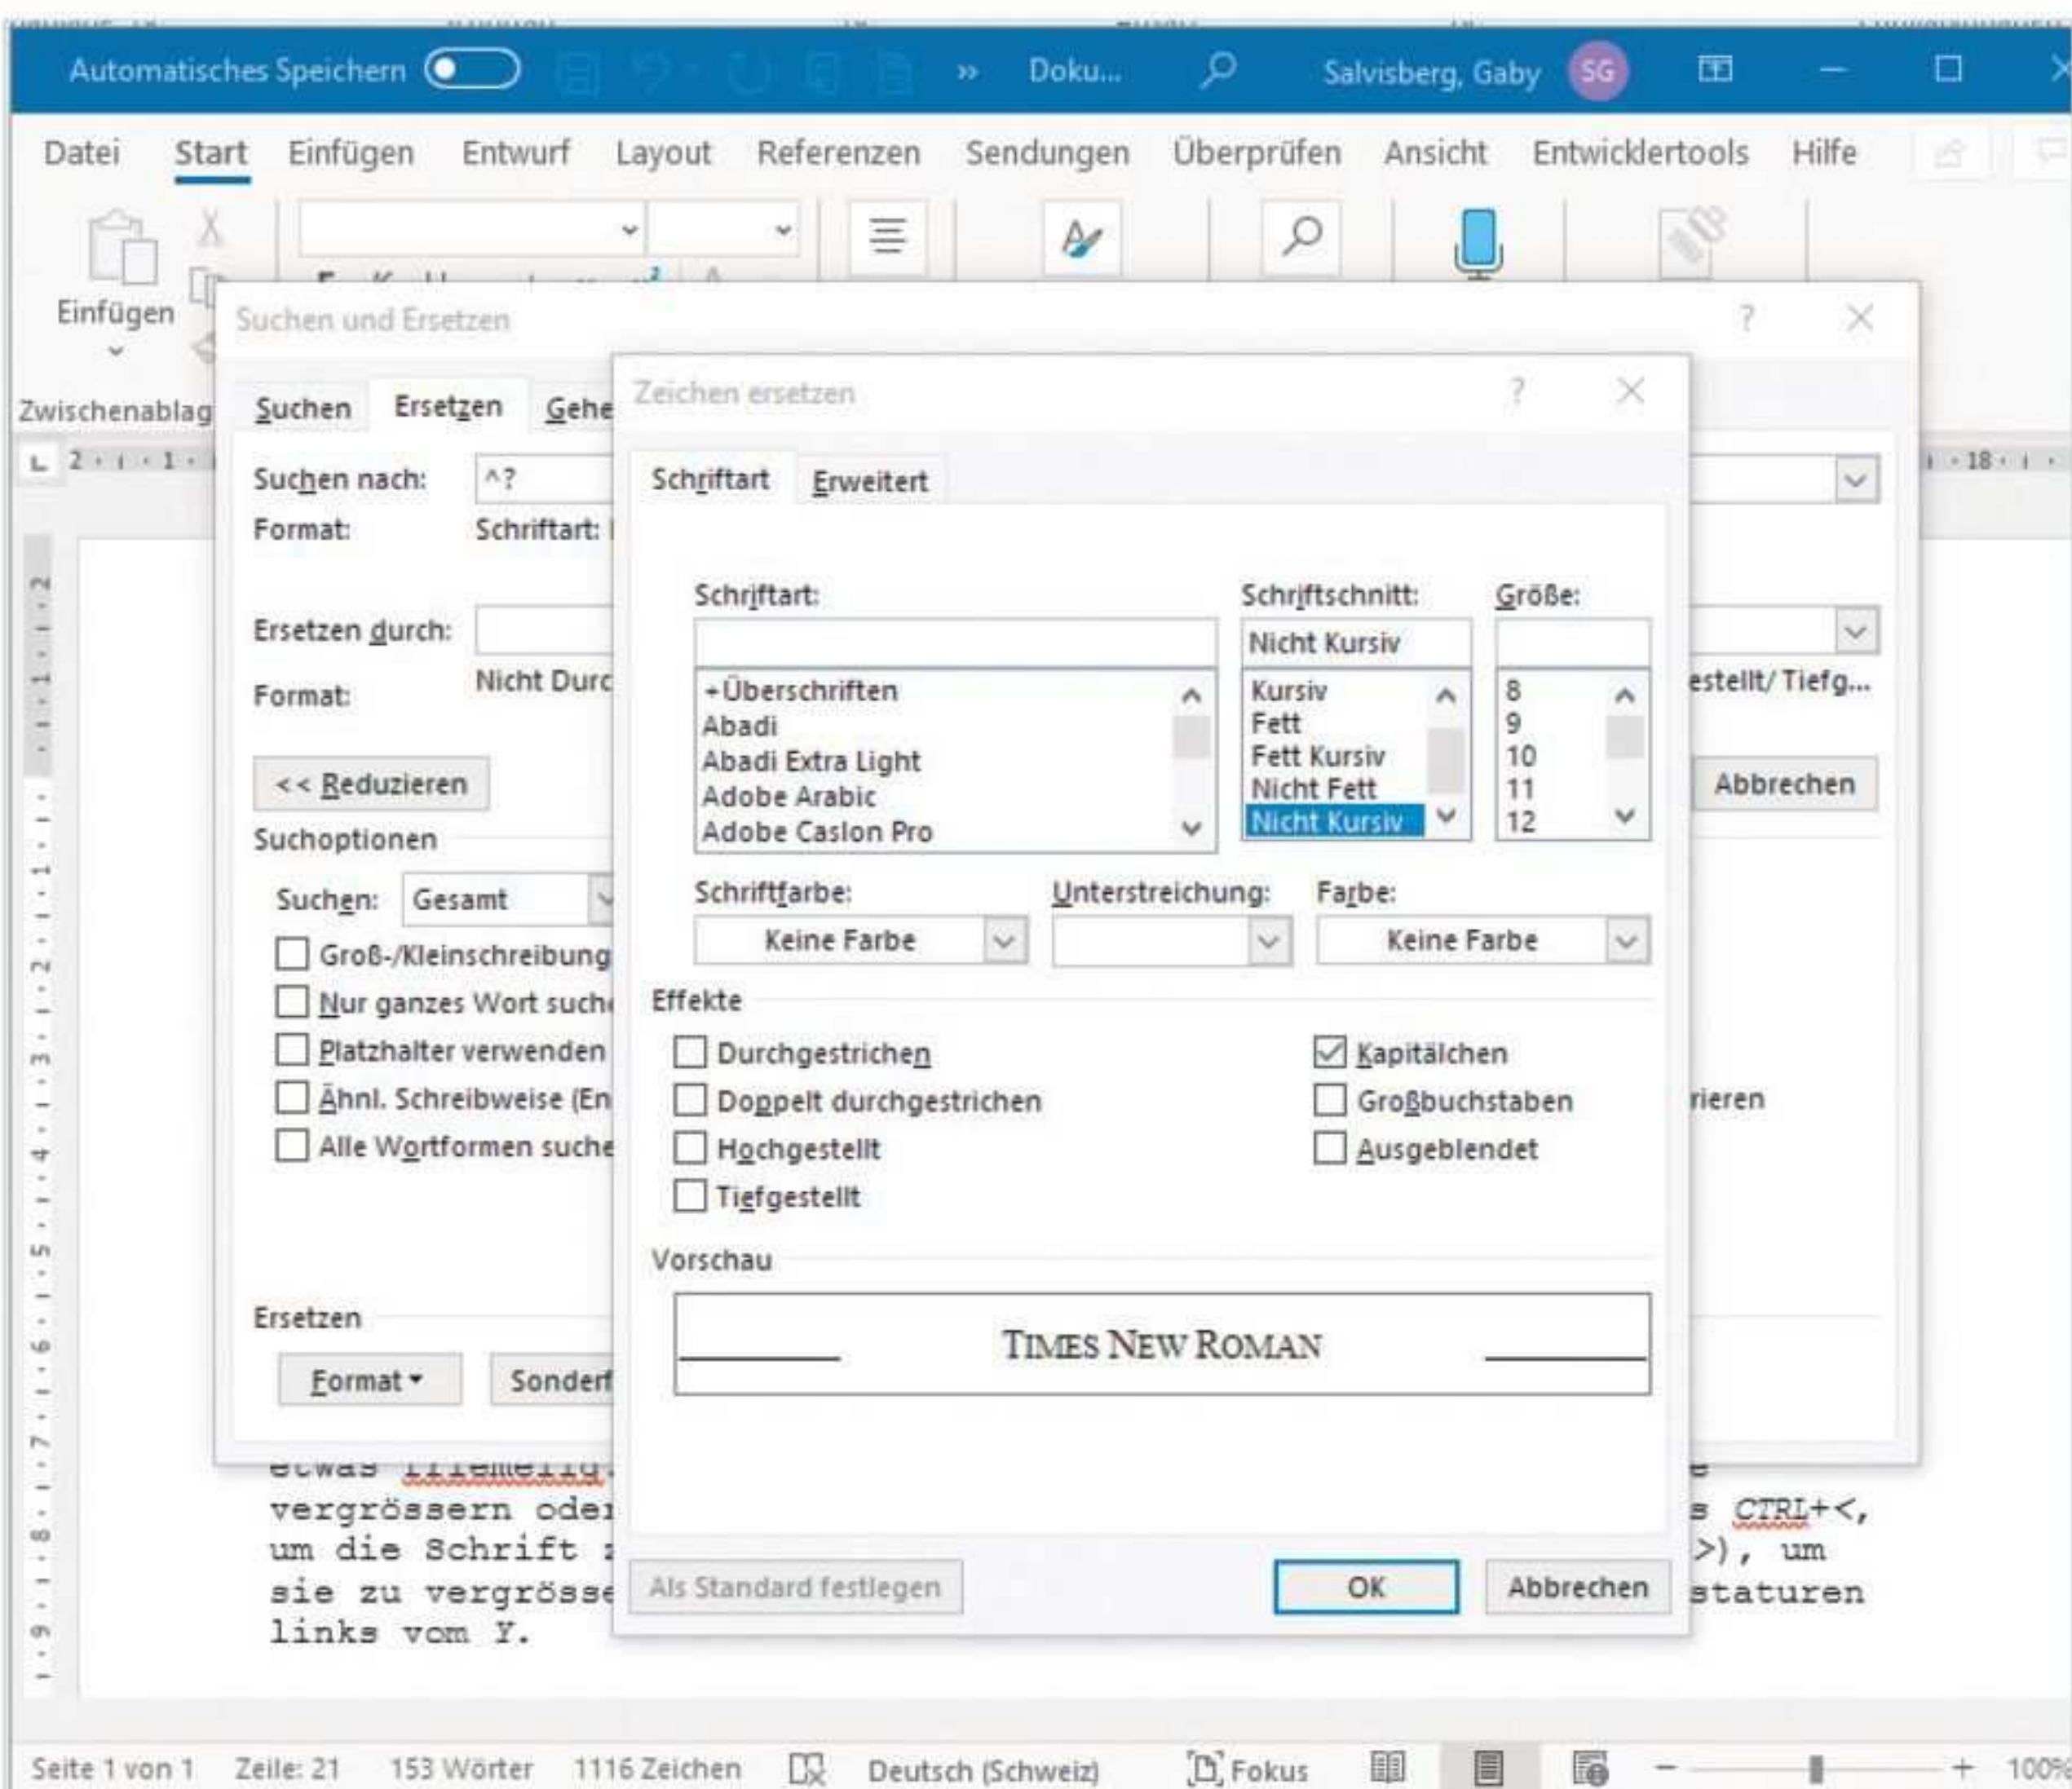 Automatisches Speichern » Doku... Salvisberg, Gaby SG
Datei Start Einfügen Entwurf Layout Referenzen Sendungen Überprüfen Ansicht Entwicklertools Hilfe
Einfügen
Zwischenablag
Suchen und Ersetzen ?
Suchen Ersetzen Gehe
Suchen nach: ^?
Format: Schriftart:
Ersetzen durch:
Format: Nicht Durc
estellt/ Tiefg...
<< Reduzieren
Abbrechen
Suchoptionen
Suchen: Gesamt
Groß-/Kleinschreibung
Nur ganzes Wort suche
Platzhalter verwenden
Ähnl. Schreibweise (En
Alle Wortformen suche
rieren
Ersetzen
Format Sonderf
Zeichen ersetzen ?
Schriftart Erweitert
Schriftart: Schriftschnitt: Größe:
Nicht Kursiv
+Überschriften Kursiv 8
Abadi Fett 9
Abadi Extra Light Fett Kursiv 10
Adobe Arabic Nicht Fett 11
Adobe Caslon Pro Nicht Kursiv 12
Schriftfarbe: Unterstreichung: Farbe:
Keine Farbe Keine Farbe
Effekte
Durchgestrichen Kapitälchen
Doppelt durchgestrichen Großbuchstaben
Hochgestellt Ausgeblendet
Tiefgestellt
Vorschau
TIMES NEW ROMAN
Als Standard festlegen OK Abbrechen
etwas
vergrössern oder s CTRL+<,
um die Schrift >), um
sie zu vergrösse staturen
links vom Y.
Seite 1 von 1 Zeile: 21 153 Wörter 1116 Zeichen Deutsch (Schweiz) Fokus 100%